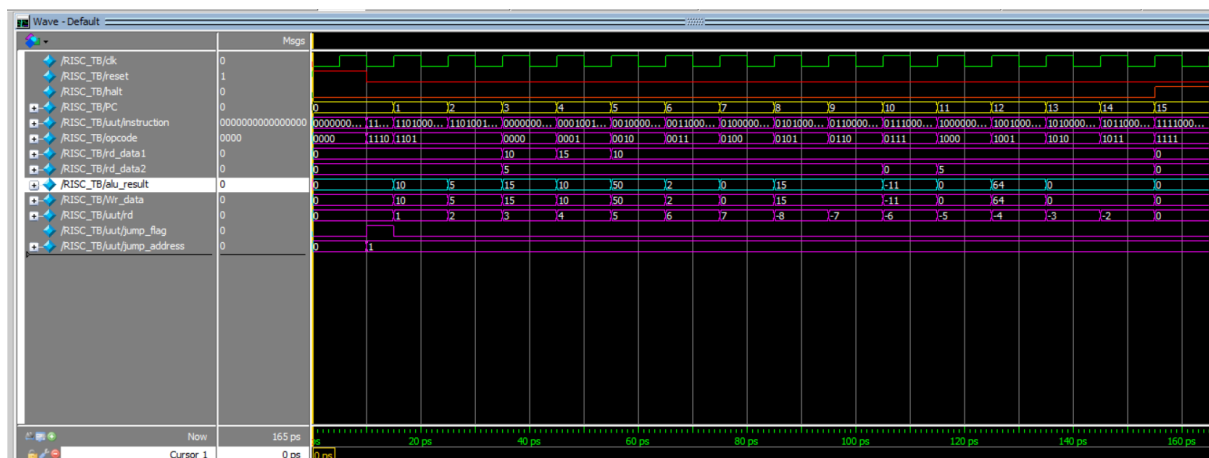 Wave - Default
Msgs
/RISC_TB/clk 0
/RISC_TB/reset 1
/RISC_TB/halt 0
/RISC_TB/PC 0 0 1 2 3 4 5 6 7 8 9 10 11 12 13 14 15
/RISC_TB/uut/instruction 0000000000000000 0000000... 11... 1101000... 1101001... 0000000... 0001001... 0010000... 0011000... 0100000... 0101000... 0110000... 0111000... 1000000... 1001000... 1010000... 1011000... 1111000...
/RISC_TB/opcode 0000 0000 1110 1101 0000 0001 0010 0011 0100 0101 0110 0111 1000 1001 1010 1011 1111
/RISC_TB/rd_data1 0 0 10 15 10 0
/RISC_TB/rd_data2 0 0 5 0 5 0
/RISC_TB/alu_result 0 0 10 5 15 10 50 2 0 15 -11 0 64 0 0
/RISC_TB/Wr_data 0 0 10 5 15 10 50 2 0 15 -11 0 64 0 0
/RISC_TB/uut/rd 0 0 1 2 3 4 5 6 7 -8 -7 -6 -5 -4 -3 -2 0
/RISC_TB/uut/jump_flag 0
/RISC_TB/uut/jump_address 0 0 1
Now 165 ps 20 ps 40 ps 60 ps 80 ps 100 ps 120 ps 140 ps 160 ps
Cursor 1 0 ps 0 ps